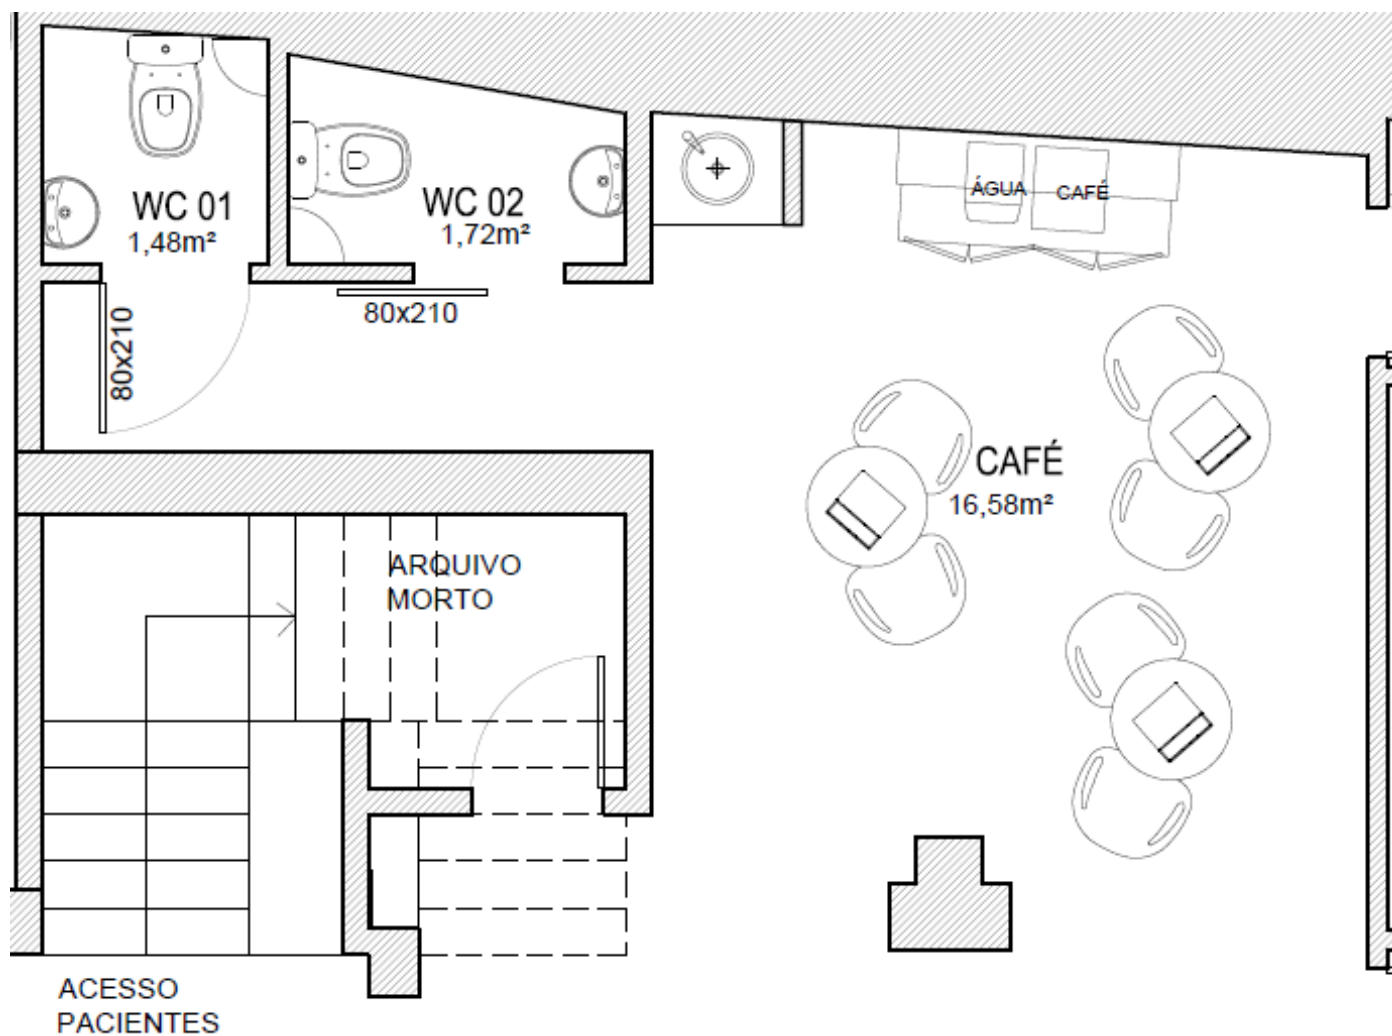 WC 01
1,48m²
WC 02
1,72m²
ÁGUA
CAFÉ
80x210
80x210
CAFÉ
16,58m²
ARQUIVO
MORTO
ACESSO
PACIENTES